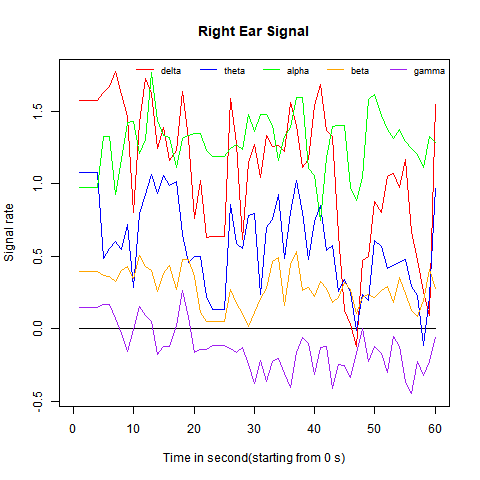 Right Ear Signal
delta theta alpha beta gamma
Signal rate
-0.5 0.0 0.5 1.0 1.5
0 10 20 30 40 50 60
Time in second(starting from 0 s)